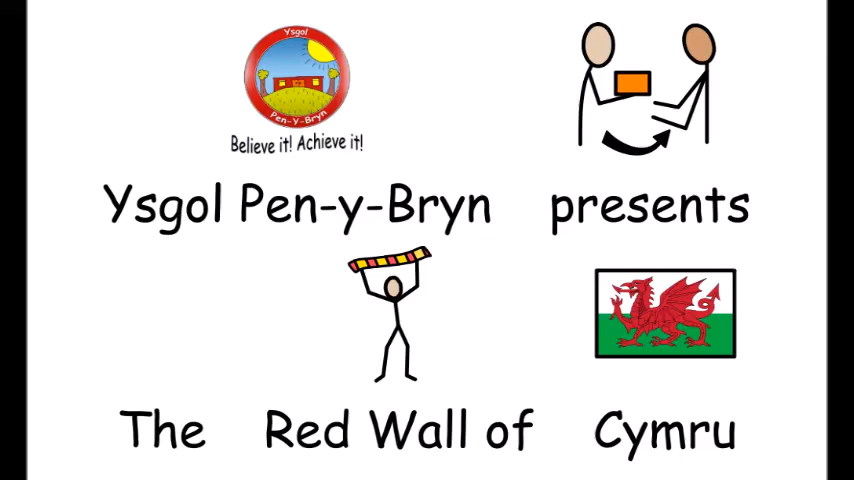 Ysgol
Pen-Y-Bryn
Believe it! Achieve it!
Ysgol Pen-y-Bryn presents
The Red Wall of Cymru